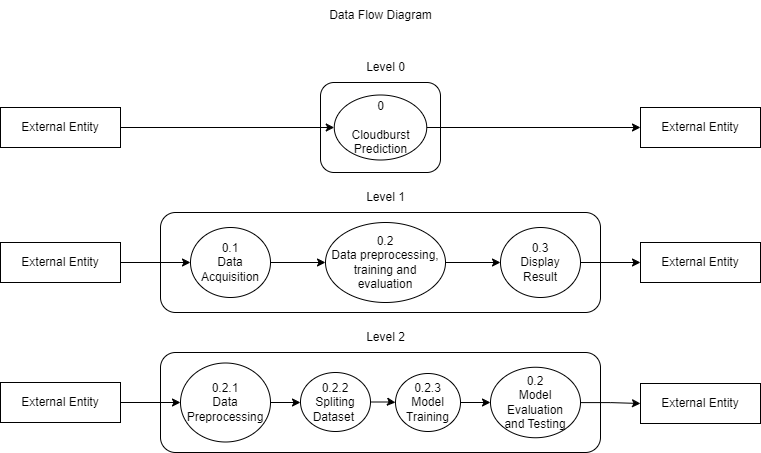 Data Flow Diagram
Level 0
External Entity
0
Cloudburst
Prediction
External Entity
Level 1
External Entity
0.1
Data
Acquisition
0.2
Data preprocessing,
training and
evaluation
0.3
Display
Result
External Entity
Level 2
External Entity
0.2.1
Data
Preprocessing
0.2.2
Spliting
Dataset
0.2.3
Model
Training
0.2
Model
Evaluation
and Testing
External Entity